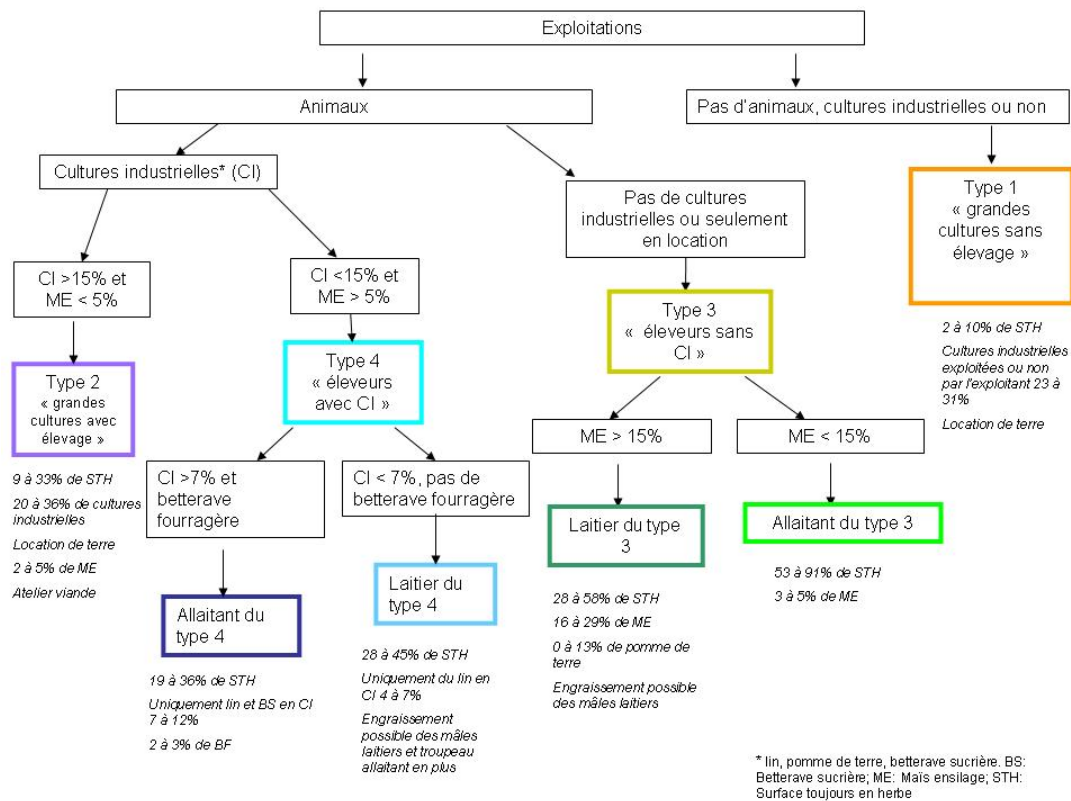 Exploitations
Animaux
Pas d'animaux, cultures industrielles ou non
Cultures industrielles* (CI)
Pas de cultures
industrielles ou seulement
en location
Type 1
« grandes
cultures sans
élevage »
CI >15% et
ME < 5%
CI <15% et
ME > 5%
Type 3
« éleveurs sans
CI »
2 à 10% de STH
Cultures industrielles
exploitées ou non
par l'exploitant 23 à
31%
Location de terre
Type 2
« grandes
cultures avec
élevage »
Type 4
« éleveurs
avec CI »
ME > 15%
ME < 15%
9 à 33% de STH
20 à 36% de cultures
industrielles
Location de terre
2 à 5% de ME
Atelier viande
CI >7% et
betterave
fourragère
CI < 7%, pas de
betterave fourragère
Laitier du type
3
Allaitant du type 3
Allaitant du
type 4
Laitier du
type 4
28 à 58% de STH
16 à 29% de ME
0 à 13% de pomme de
terre
Engraissement possible
des mâles laitiers
53 à 91% de STH
3 à 5% de ME
19 à 36% de STH
Uniquement lin et BS en CI
7 à 12%
2 à 3% de BF
28 à 45% de STH
Uniquement du lin en
CI 4 à 7%
Engraissement
possible des mâles
laitiers et troupeau
allaitant en plus
* lin, pomme de terre, betterave sucrière. BS:
Betterave sucrière; ME: Maïs ensilage; STH:
Surface toujours en herbe